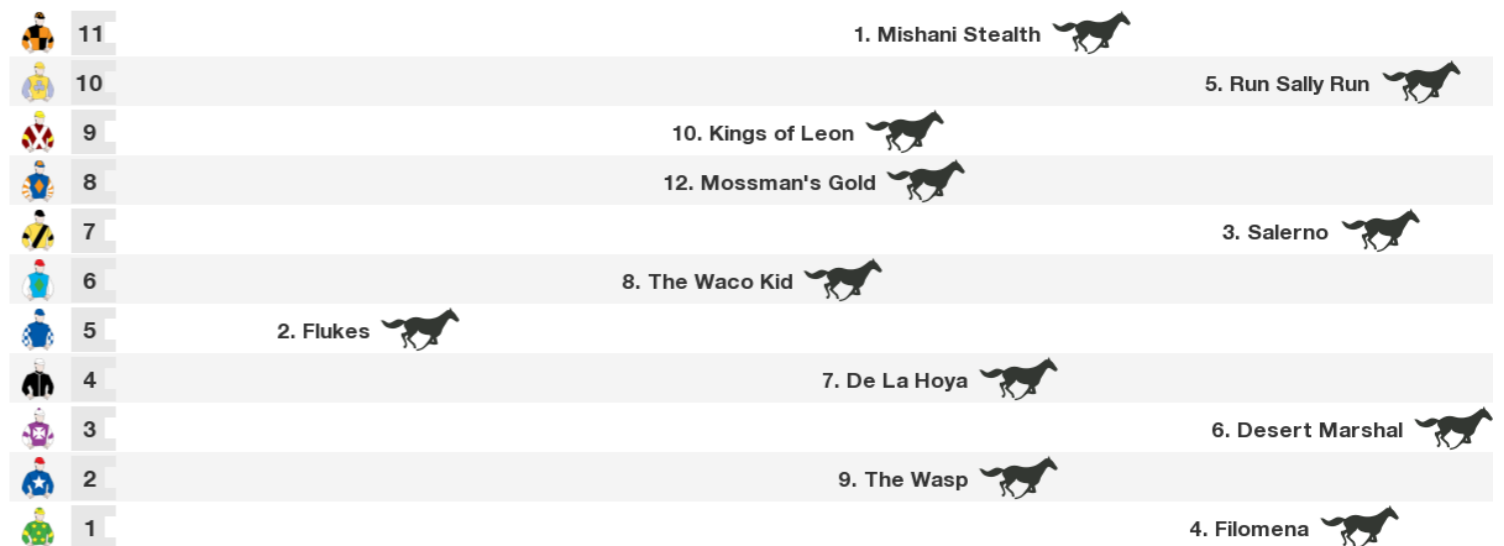 11 1. Mishani Stealth
10 5. Run Sally Run
9 10. Kings of Leon
8 12. Mossman's Gold
7 3. Salerno
6 8. The Waco Kid
5 2. Flukes
4 7. De La Hoya
3 6. Desert Marshal
2 9. The Wasp
1 4. Filomena